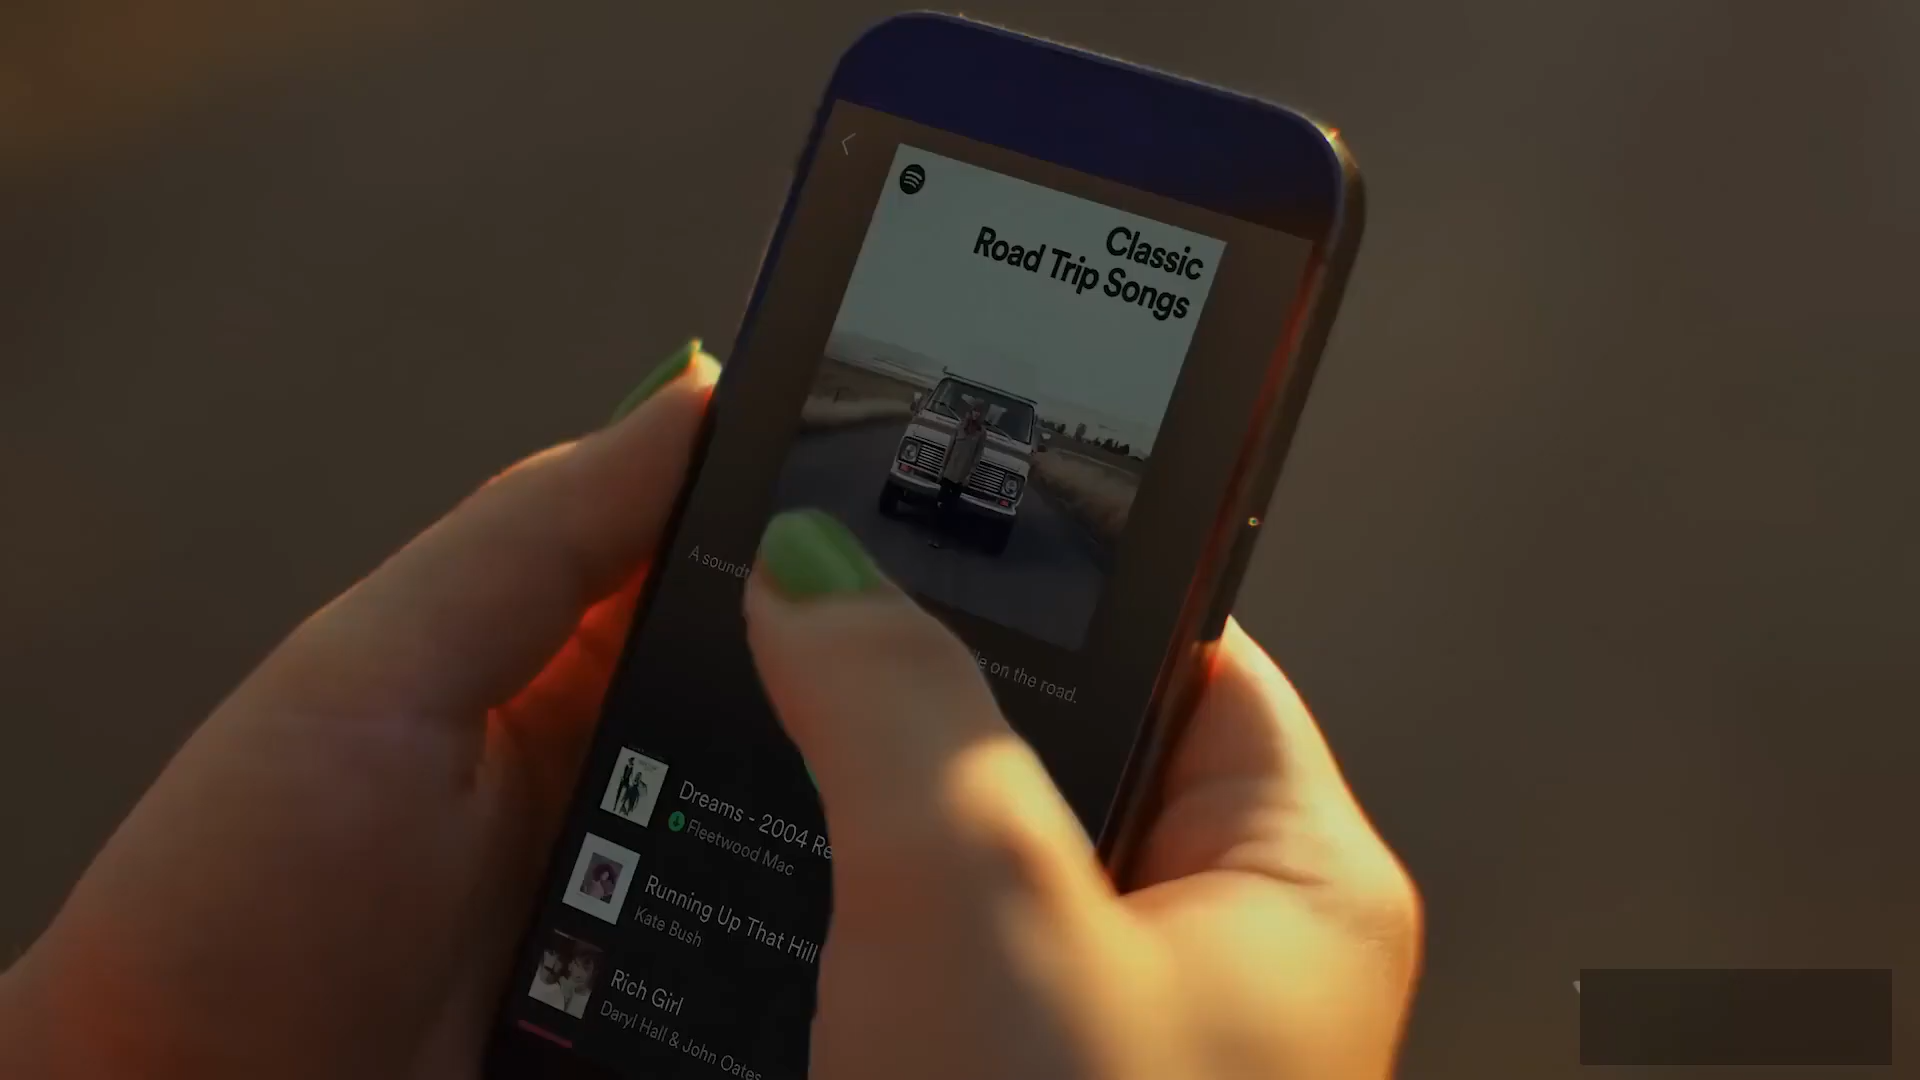 Classic
Road Trip Songs
A soundt
on the road.
Dreams - 2004 Re
Fleetwood Mac
Running Up That Hill
Kate Bush
Rich Girl
Daryl Hall & John Oates